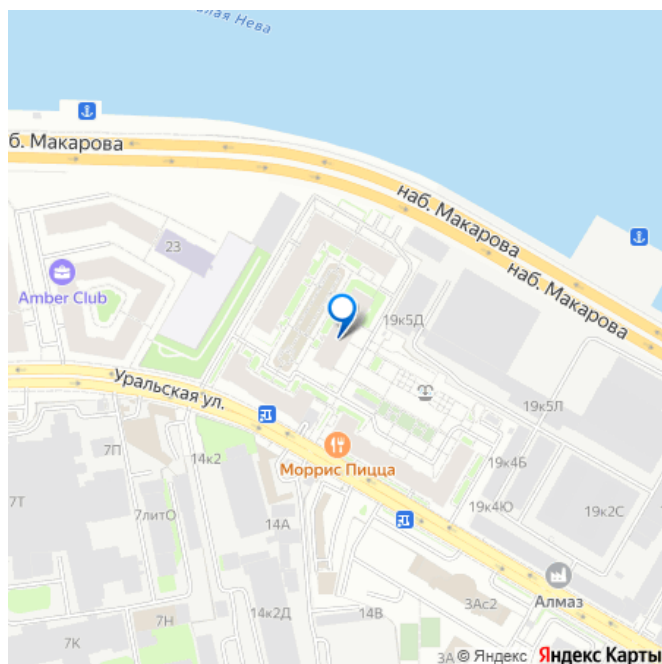 лая Нева
б. Макарова
наб. Макарова
наб. Макарова
23
Amber Club
19к5Д
Уральская ул.
19к5Л
Моррис Пицца
7П
14к2
19к4Б
7Т
7литО
14А
19к4Ю
19к2С
3Ас2
Алмаз
14к2Д
14В
7Н
7К
3А
© Яндекс Яндекс Карты